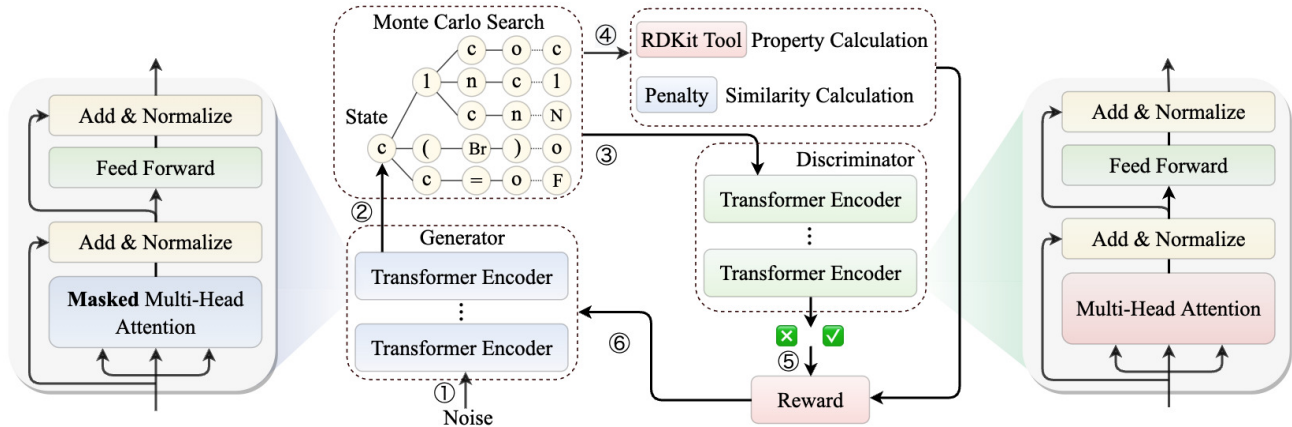 Add & Normalize
Feed Forward
Add & Normalize
Masked Multi-Head
Attention
Monte Carlo Search
State
c
l
c o c
n c l
c n N
( Br ) o
c = o F
②
Generator
Transformer Encoder
⋮
Transformer Encoder
①
Noise
④
RDKit Tool Property Calculation
Penalty Similarity Calculation
③
Discriminator
Transformer Encoder
⋮
Transformer Encoder
⑤
⑥
Reward
Add & Normalize
Feed Forward
Add & Normalize
Multi-Head Attention